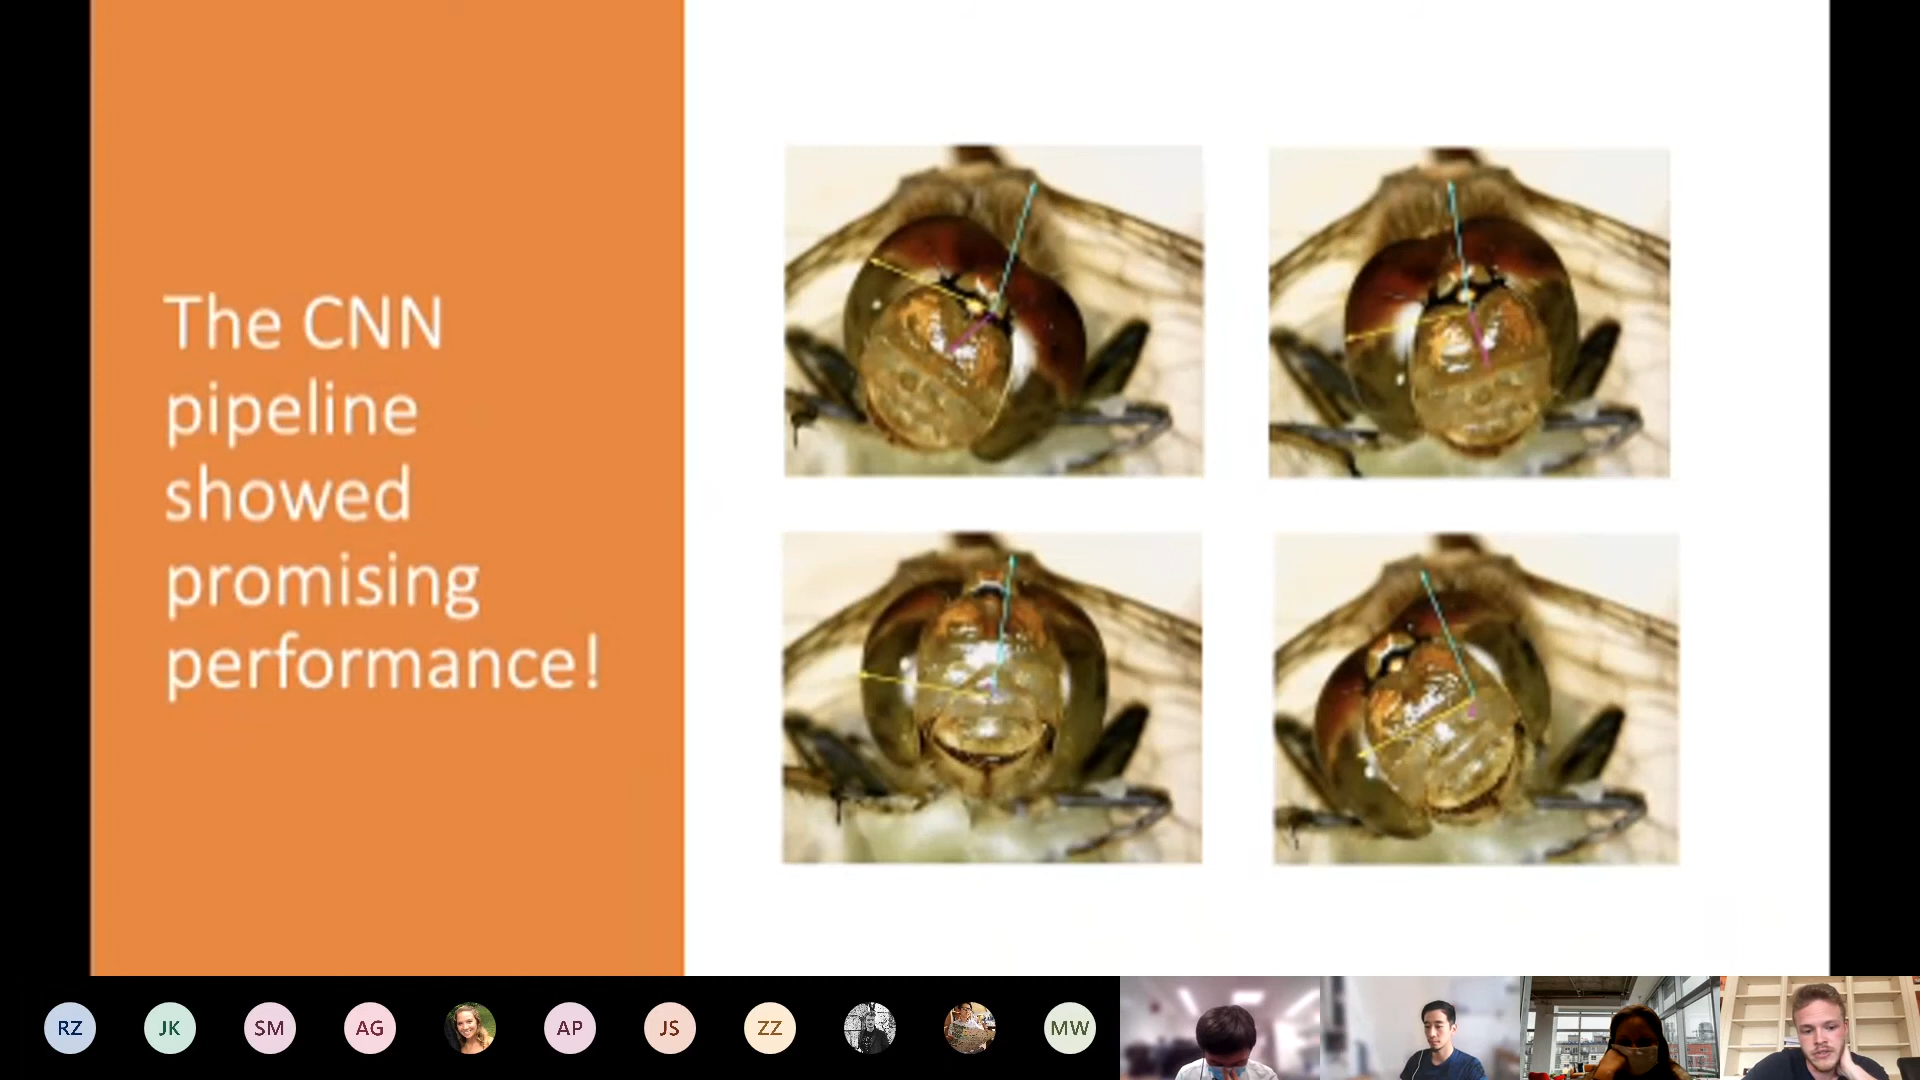 The CNN
pipeline
showed
promising
performance!
RZ
JK
SM
AG
AP
JS
ZZ
MW